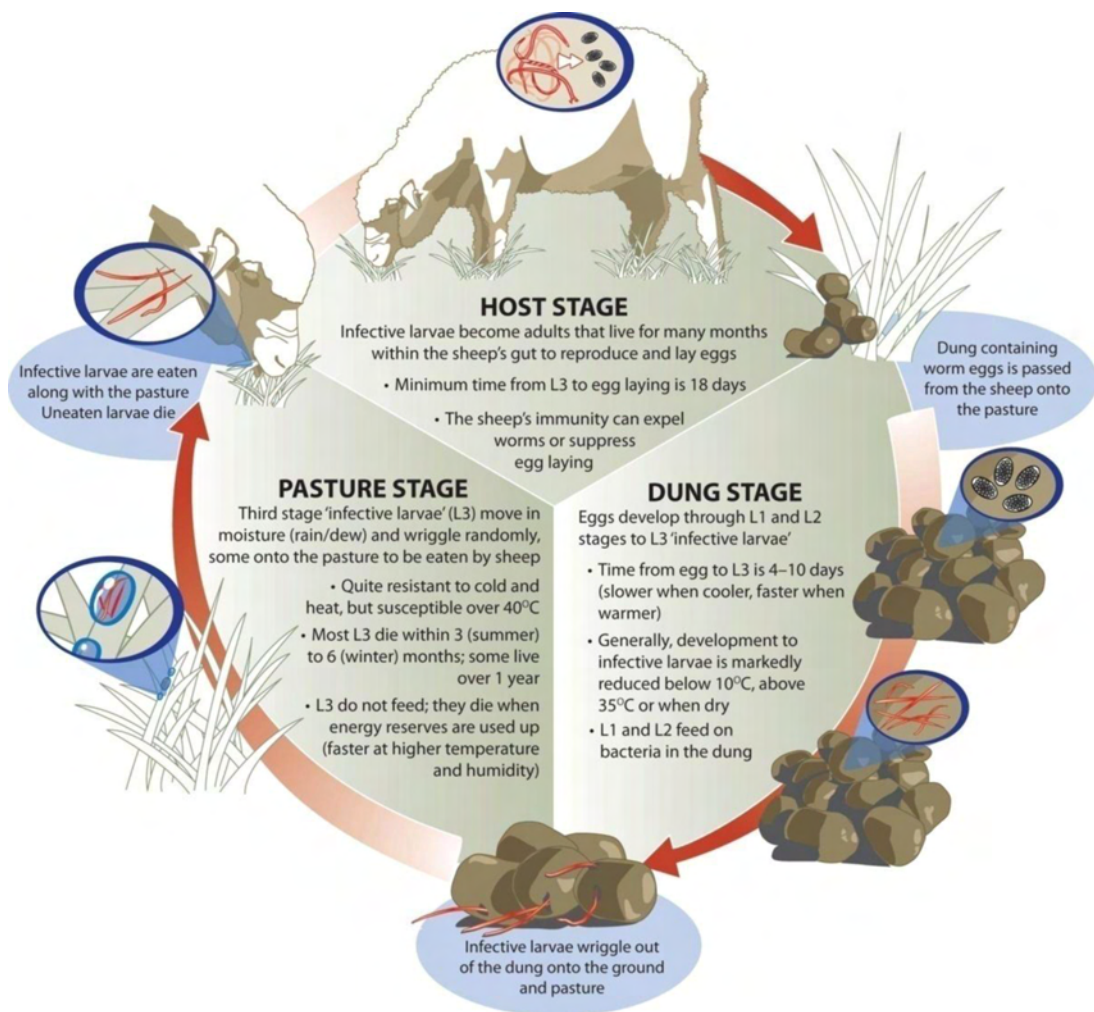 HOST STAGE
Infective larvae become adults that live for many months
within the sheep's gut to reproduce and lay eggs
• Minimum time from L3 to egg laying is 18 days
• The sheep's immunity can expel
worms or suppress
egg laying
Infective larvae are eaten
along with the pasture
Uneaten larvae die
Dung containing
worm eggs is passed
from the sheep onto
the pasture
PASTURE STAGE
Third stage 'infective larvae' (L3) move in
moisture (rain/dew) and wriggle randomly,
some onto the pasture to be eaten by sheep
• Quite resistant to cold and
heat, but susceptible over 40°C
• Most L3 die within 3 (summer)
to 6 (winter) months; some live
over 1 year
• L3 do not feed; they die when
energy reserves are used up
(faster at higher temperature
and humidity)
DUNG STAGE
Eggs develop through L1 and L2
stages to L3 'infective larvae'
• Time from egg to L3 is 4–10 days
(slower when cooler, faster when
warmer)
• Generally, development to
infective larvae is markedly
reduced below 10°C, above
35°C or when dry
• L1 and L2 feed on
bacteria in the dung
Infective larvae wriggle out
of the dung onto the ground
and pasture